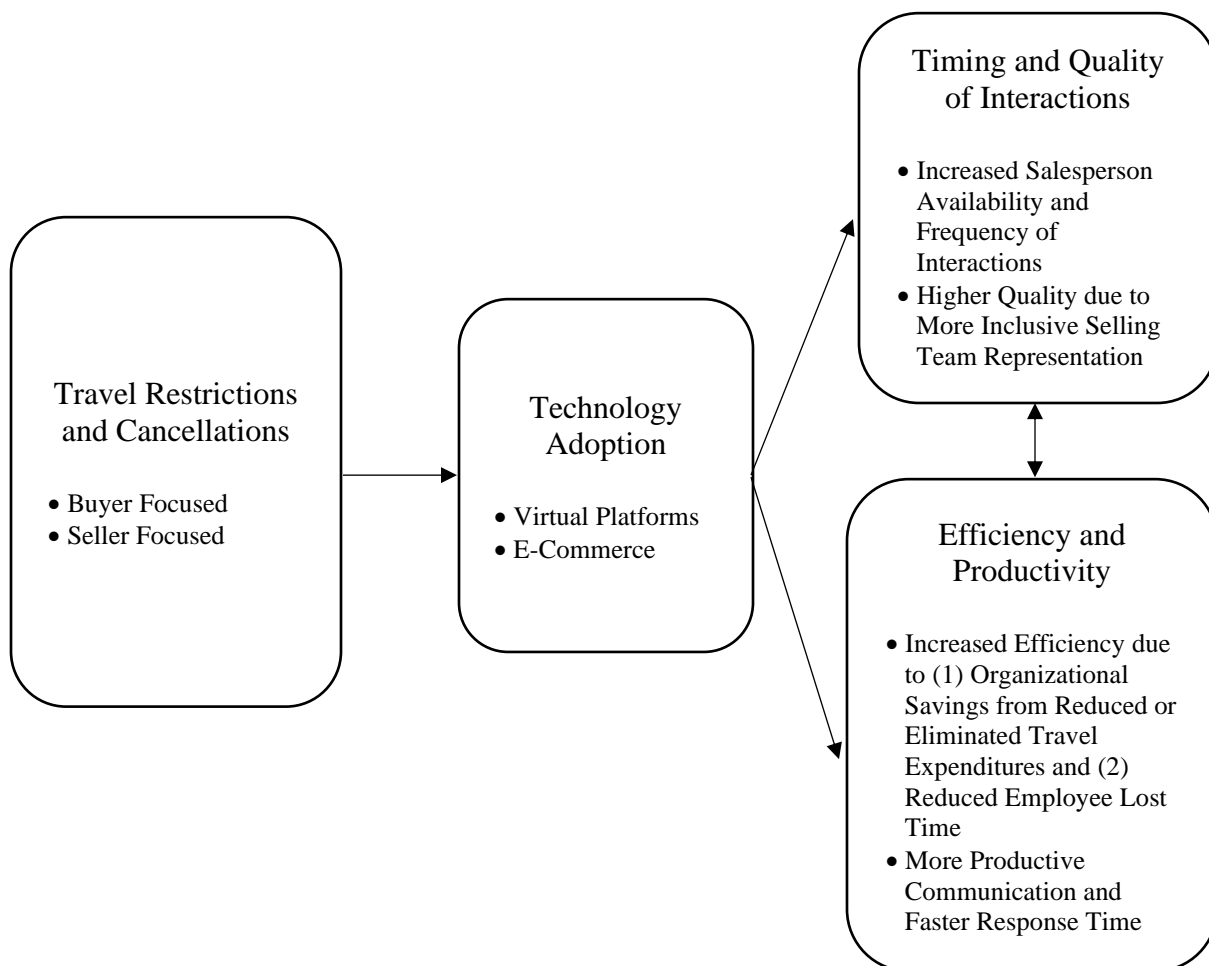 Travel Restrictions
and Cancellations
• Buyer Focused
• Seller Focused
Technology
Adoption
• Virtual Platforms
• E-Commerce
Timing and Quality
of Interactions
• Increased Salesperson
Availability and
Frequency of
Interactions
• Higher Quality due to
More Inclusive Selling
Team Representation
Efficiency and
Productivity
• Increased Efficiency due
to (1) Organizational
Savings from Reduced or
Eliminated Travel
Expenditures and (2)
Reduced Employee Lost
Time
• More Productive
Communication and
Faster Response Time